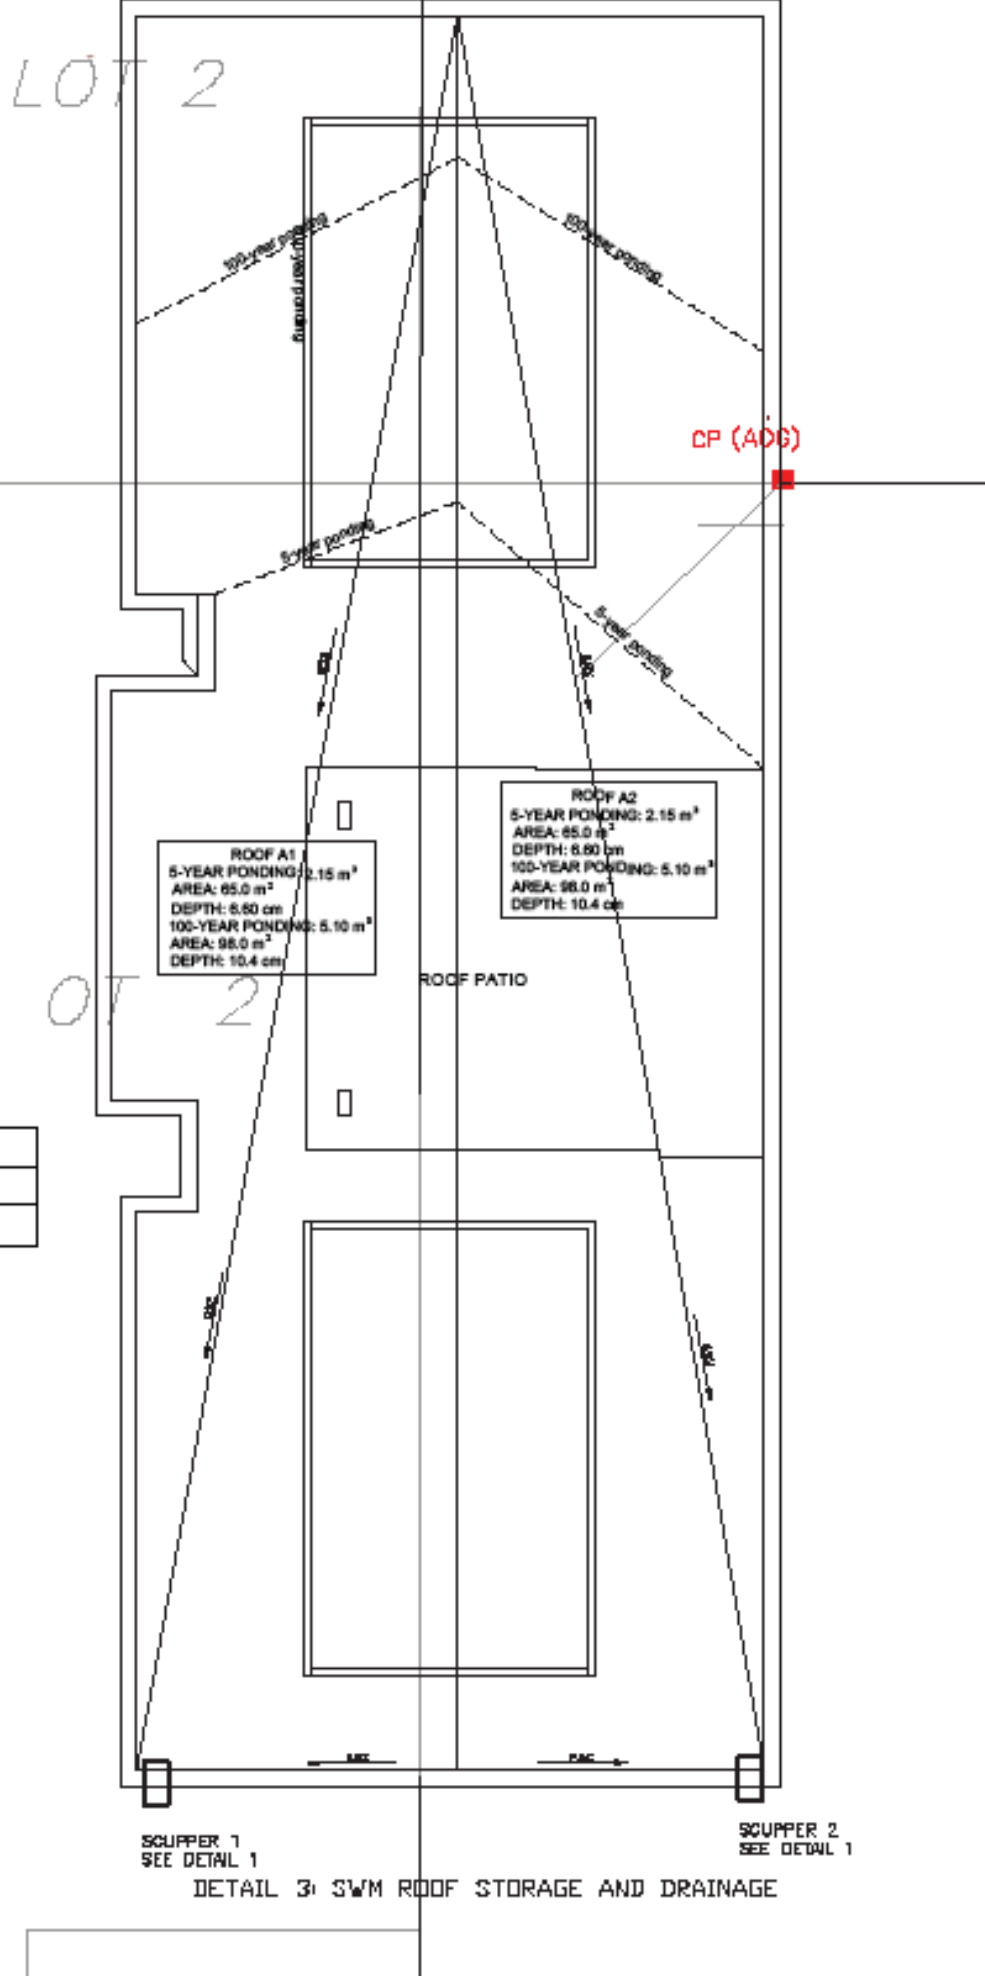 LOT 2
100-year ponding
100-year ponding
100-year ponding
CP (ADG)
5-year ponding
5-year ponding
ROOF A2
5-YEAR PONDING: 2.15 m³
AREA: 65.0 m²
DEPTH: 6.60 cm
100-YEAR PONDING: 5.10 m³
AREA: 98.0 m²
DEPTH: 10.4 cm
ROOF A1
5-YEAR PONDING: 2.15 m³
AREA: 65.0 m²
DEPTH: 6.60 cm
100-YEAR PONDING: 5.10 m³
AREA: 98.0 m²
DEPTH: 10.4 cm
ROOF PATIO
OT 2
SCUPPER 1
SEE DETAIL 1
SCUPPER 2
SEE DETAIL 1
DETAIL 3: SWM ROOF STORAGE AND DRAINAGE